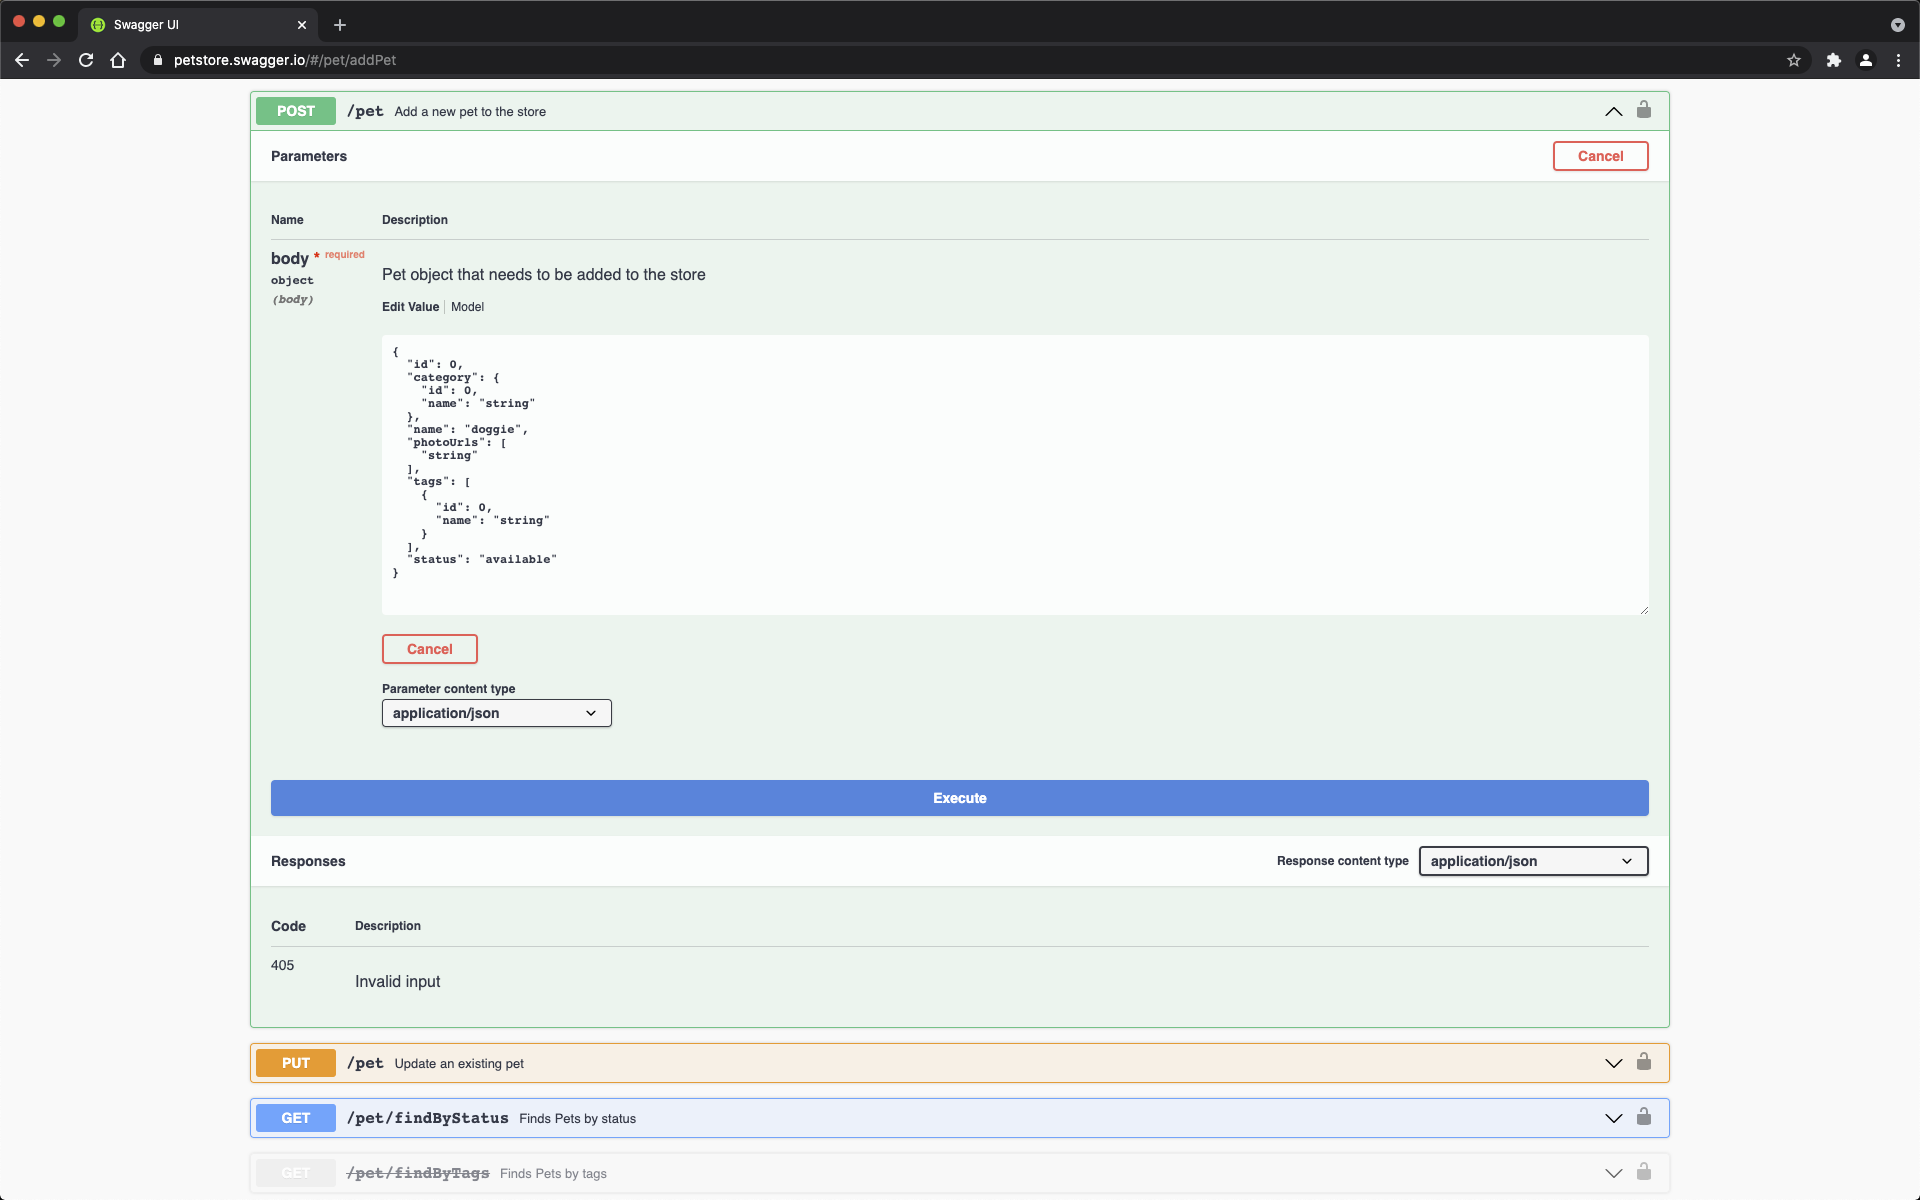 Swagger UI
petstore.swagger.io/#/pet/addPet
POST /pet Add a new pet to the store
Parameters Cancel
Name Description
body * required
object
(body)
Pet object that needs to be added to the store
Edit Value Model
{
  "id": 0,
  "category": {
    "id": 0,
    "name": "string"
  },
  "name": "doggie",
  "photoUrls": [
    "string"
  ],
  "tags": [
    {
      "id": 0,
      "name": "string"
    }
  ],
  "status": "available"
}
Cancel
Parameter content type
application/json
Execute
Responses Response content type application/json
Code Description
405
Invalid input
PUT /pet Update an existing pet
GET /pet/findByStatus Finds Pets by status
GET /pet/findByTags Finds Pets by tags